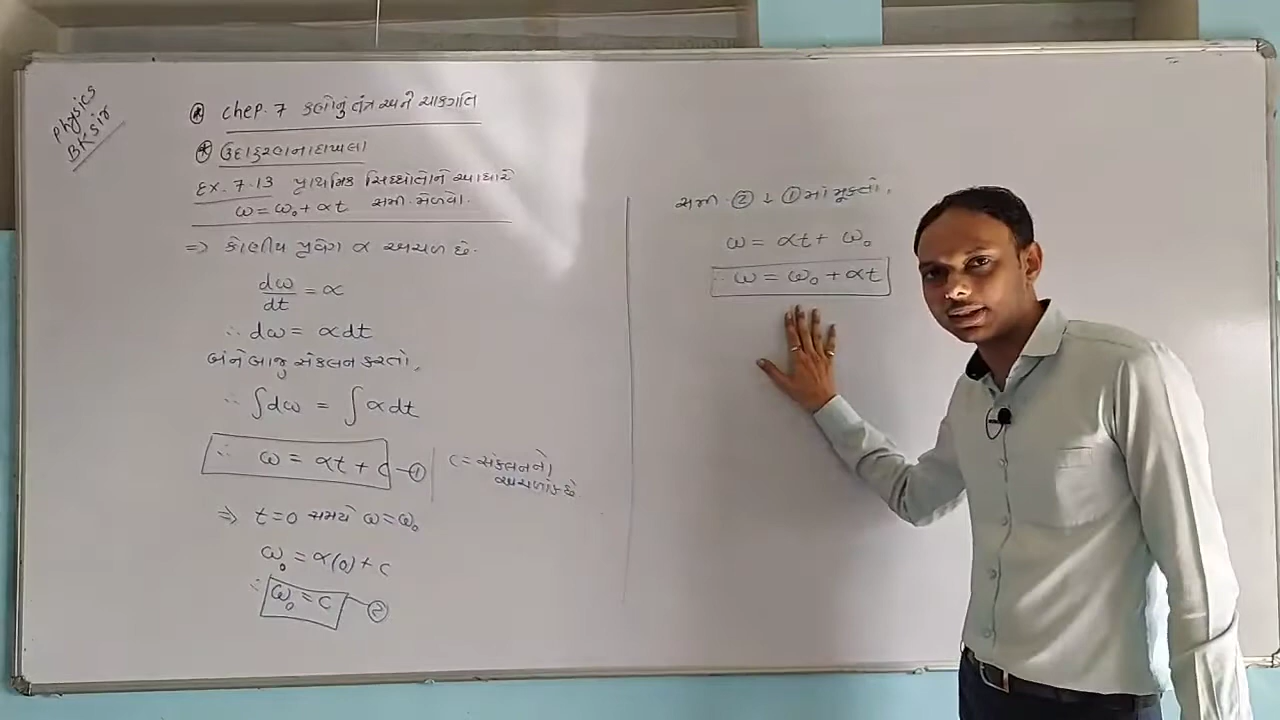 Physics
BK sir
* Chep. 7 કણોનું તંત્ર અને ચાકગતિ
* ઉદાહરણના દાખલા
Ex. 7.13 પ્રાથમિક સિધ્ધાંતોને આધારે
ω = ω₀ + αt સમી. મેળવો.
⇒ કોણીય પ્રવેગ α અચળ છે.
dω/dt = α
∴ dω = αdt
બંને બાજુ સંકલન કરતાં,
∴ ∫dω = ∫αdt
∴ ω = αt + c —①
c = સંકલનનો
અચળાંક છે
⇒ t=0 સમયે ω=ω₀
ω₀ = α(0) + c
∴ ω₀ = c —②
સમી. ② ↓ ① માં મૂકતાં,
ω = αt + ω₀
∴ ω = ω₀ + αt